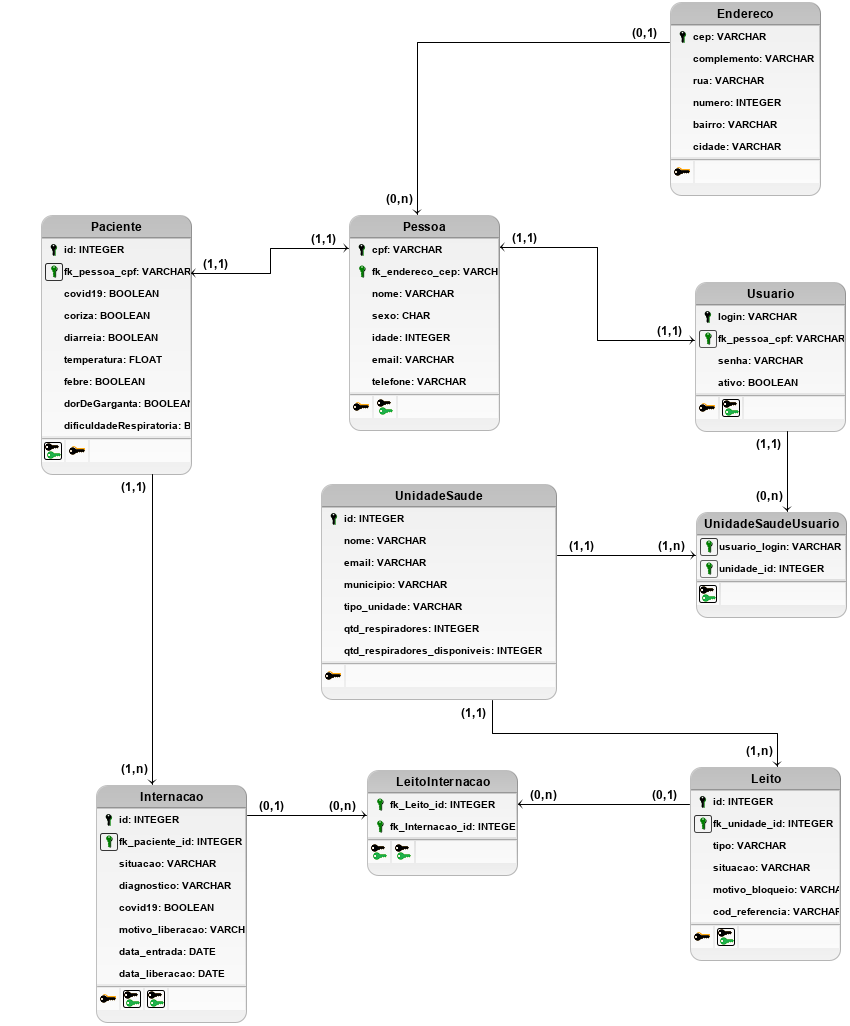 Endereco
cep: VARCHAR
complemento: VARCHAR
rua: VARCHAR
numero: INTEGER
bairro: VARCHAR
cidade: VARCHAR
(0,1)
(0,n)
Paciente
id: INTEGER
fk_pessoa_cpf: VARCHAR
covid19: BOOLEAN
coriza: BOOLEAN
diarreia: BOOLEAN
temperatura: FLOAT
febre: BOOLEAN
dorDeGarganta: BOOLEAN
dificuldadeRespiratoria: B
(1,1)
(1,1)
Pessoa
cpf: VARCHAR
fk_endereco_cep: VARCH
nome: VARCHAR
sexo: CHAR
idade: INTEGER
email: VARCHAR
telefone: VARCHAR
(1,1)
(1,1)
Usuario
login: VARCHAR
fk_pessoa_cpf: VARCHAR
senha: VARCHAR
ativo: BOOLEAN
(1,1)
(0,n)
(1,1)
UnidadeSaude
id: INTEGER
nome: VARCHAR
email: VARCHAR
municipio: VARCHAR
tipo_unidade: VARCHAR
qtd_respiradores: INTEGER
qtd_respiradores_disponiveis: INTEGER
(1,1)
(1,n)
UnidadeSaudeUsuario
usuario_login: VARCHAR
unidade_id: INTEGER
(1,1)
(1,n)
(1,n)
Internacao
id: INTEGER
fk_paciente_id: INTEGER
situacao: VARCHAR
diagnostico: VARCHAR
covid19: BOOLEAN
motivo_liberacao: VARCH
data_entrada: DATE
data_liberacao: DATE
(0,1)
(0,n)
LeitoInternacao
fk_Leito_id: INTEGER
fk_Internacao_id: INTEGE
(0,n)
(0,1)
Leito
id: INTEGER
fk_unidade_id: INTEGER
tipo: VARCHAR
situacao: VARCHAR
motivo_bloqueio: VARCHA
cod_referencia: VARCHAR